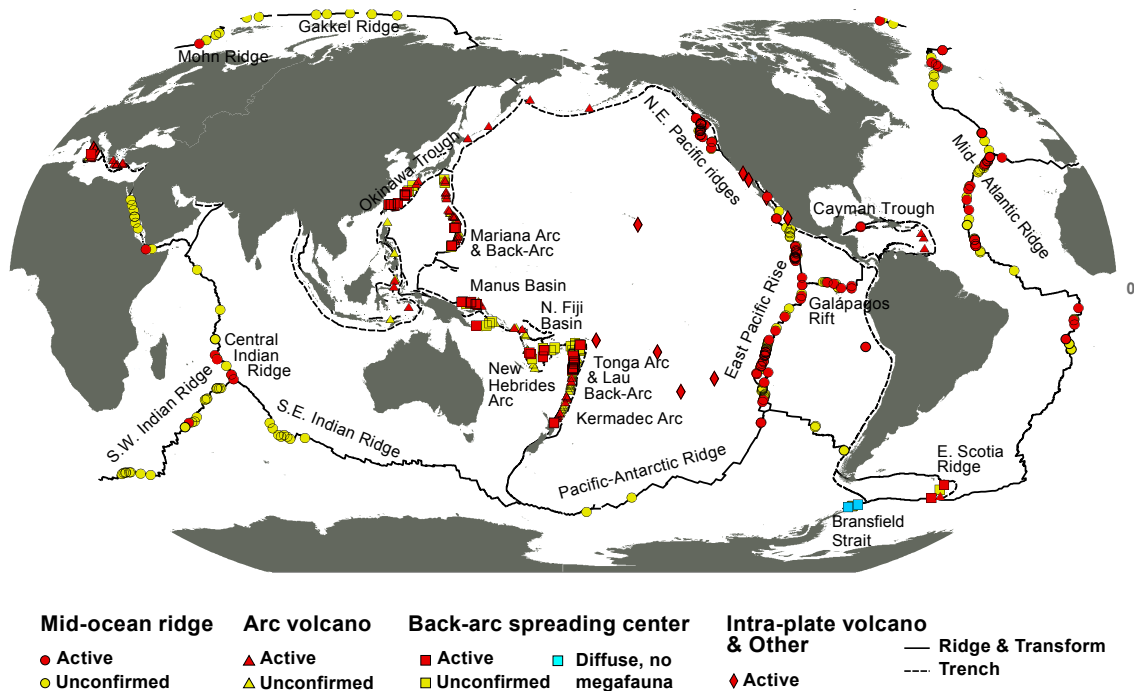 Gakkel Ridge
Mohn Ridge
N.E. Pacific ridges
Okinawa Trough
Mid-
Atlantic Ridge
Cayman Trough
Mariana Arc
& Back-Arc
Manus Basin
0
N. Fiji
Basin
Galápagos
Rift
East Pacific Rise
Central
Indian
Ridge
New
Hebrides
Arc
Tonga Arc
& Lau
Back-Arc
S.W. Indian Ridge
S.E. Indian Ridge
Kermadec Arc
Pacific-Antarctic Ridge
E. Scotia
Ridge
Bransfield
Strait
Mid-ocean ridge
Active
Unconfirmed
Arc volcano
Active
Unconfirmed
Back-arc spreading center
Active
Unconfirmed
Diffuse, no
megafauna
Intra-plate volcano
& Other
Active
Ridge & Transform
Trench